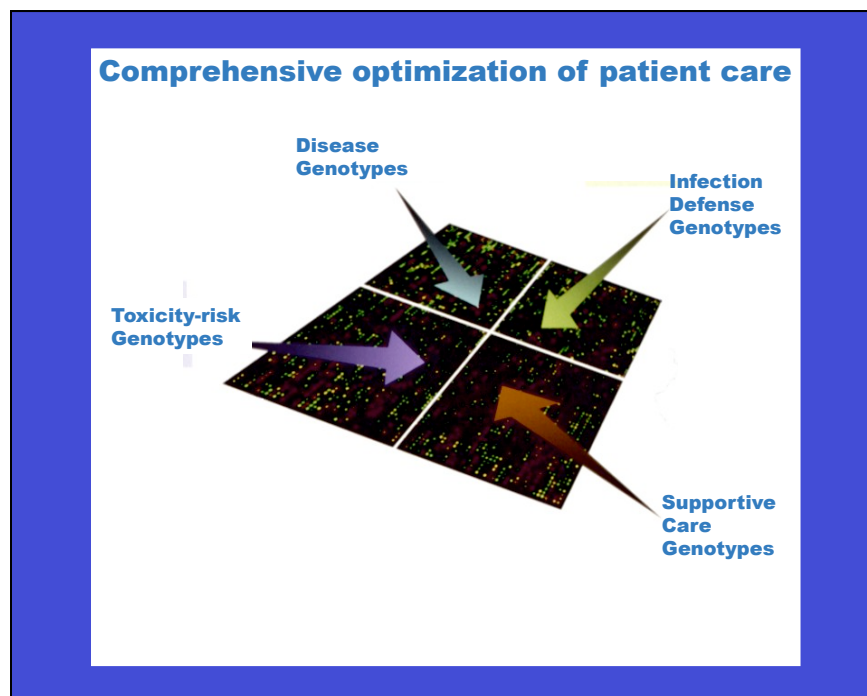 Comprehensive optimization of patient care
Disease
Genotypes
Infection
Defense
Genotypes
Toxicity-risk
Genotypes
Supportive
Care
Genotypes